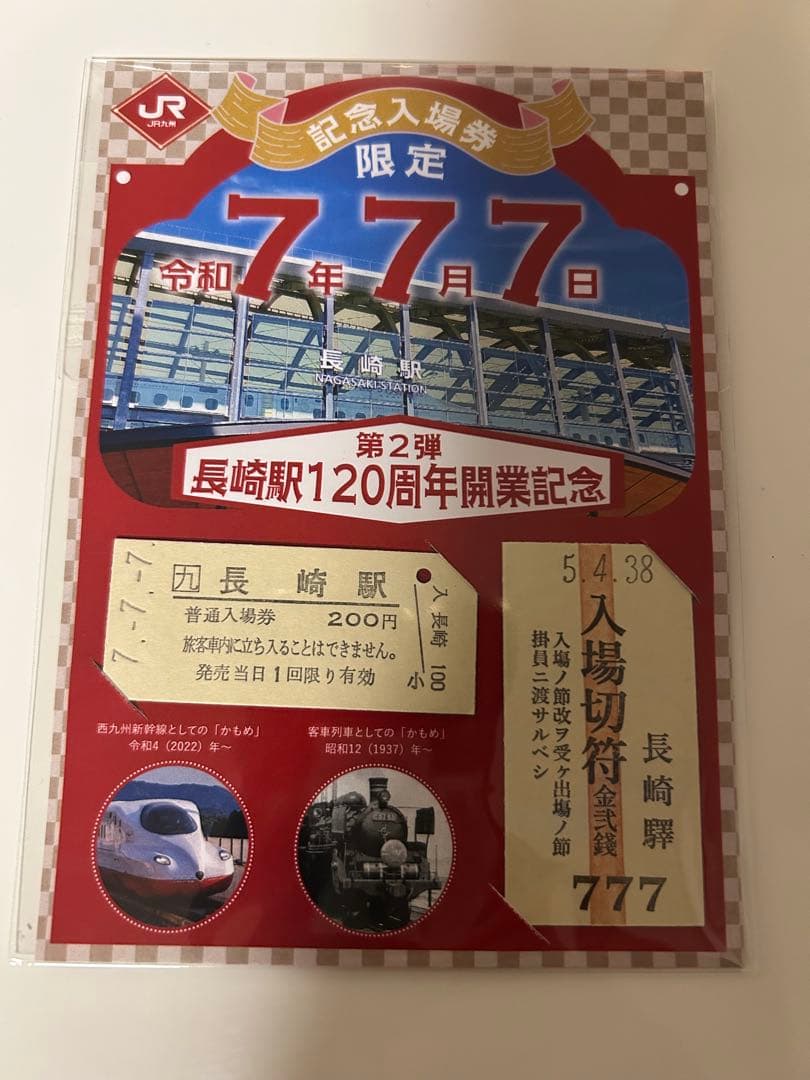 JR
JR九州
記念入場券
限定
令和7年7月7日
長崎駅
NAGASAKI STATION
第2弾
長崎駅120周年開業記念
7.-7.-7
九 長崎駅
普通入場券 200円
旅客車内に立ち入ることはできません。
発売当日1回限り有効
入 長崎 100
小
5.4.38
入場切符 金弐銭
長崎驛
入塲ノ節改ヲ受ヶ出塲ノ節
掛員ニ渡サルベシ
777
西九州新幹線としての「かもめ」
令和4（2022）年～
客車列車としての「かもめ」
昭和12（1937）年～